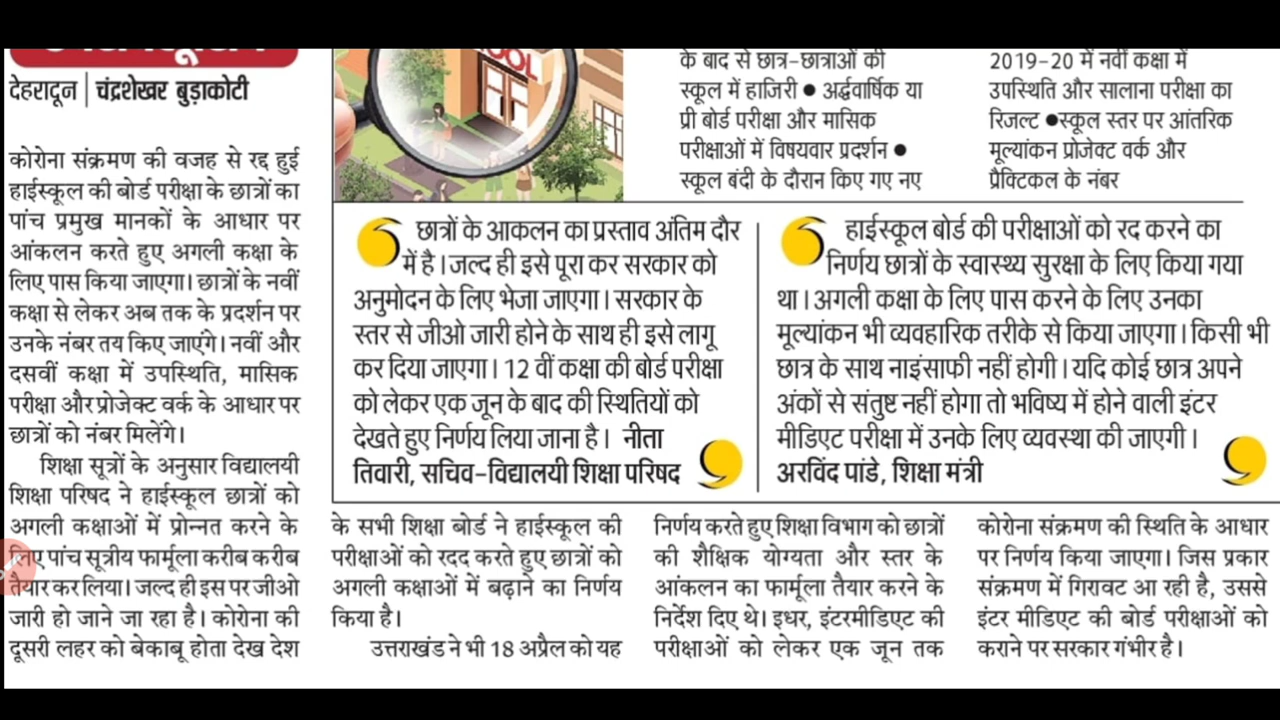 देहरादून | चंद्रशेखर बुड़ाकोटी
कोरोना संक्रमण की वजह से रद्द हुई
हाईस्कूल की बोर्ड परीक्षा के छात्रों का
पांच प्रमुख मानकों के आधार पर
आंकलन करते हुए अगली कक्षा के
लिए पास किया जाएगा। छात्रों के नवीं
कक्षा से लेकर अब तक के प्रदर्शन पर
उनके नंबर तय किए जाएंगे। नवीं और
दसवीं कक्षा में उपस्थिति, मासिक
परीक्षा और प्रोजेक्ट वर्क के आधार पर
छात्रों को नंबर मिलेंगे।
शिक्षा सूत्रों के अनुसार विद्यालयी
शिक्षा परिषद ने हाईस्कूल छात्रों को
अगली कक्षाओं में प्रोन्नत करने के
लिए पांच सूत्रीय फार्मूला करीब करीब
तैयार कर लिया। जल्द ही इस पर जीओ
जारी हो जाने जा रहा है। कोरोना की
दूसरी लहर को बेकाबू होता देख देश
OOL
के बाद से छात्र-छात्राओं की
स्कूल में हाजिरी ● अर्द्धवार्षिक या
प्री बोर्ड परीक्षा और मासिक
परीक्षाओं में विषयवार प्रदर्शन ●
स्कूल बंदी के दौरान किए गए नए
2019-20 में नवीं कक्षा में
उपस्थिति और सालाना परीक्षा का
रिजल्ट ●स्कूल स्तर पर आंतरिक
मूल्यांकन प्रोजेक्ट वर्क और
प्रैक्टिकल के नंबर
छात्रों के आकलन का प्रस्ताव अंतिम दौर
में है। जल्द ही इसे पूरा कर सरकार को
अनुमोदन के लिए भेजा जाएगा। सरकार के
स्तर से जीओ जारी होने के साथ ही इसे लागू
कर दिया जाएगा। 12 वीं कक्षा की बोर्ड परीक्षा
को लेकर एक जून के बाद की स्थितियों को
देखते हुए निर्णय लिया जाना है। नीता
तिवारी, सचिव-विद्यालयी शिक्षा परिषद
हाईस्कूल बोर्ड की परीक्षाओं को रद करने का
निर्णय छात्रों के स्वास्थ्य सुरक्षा के लिए किया गया
था। अगली कक्षा के लिए पास करने के लिए उनका
मूल्यांकन भी व्यवहारिक तरीके से किया जाएगा। किसी भी
छात्र के साथ नाइंसाफी नहीं होगी। यदि कोई छात्र अपने
अंकों से संतुष्ट नहीं होगा तो भविष्य में होने वाली इंटर
मीडिएट परीक्षा में उनके लिए व्यवस्था की जाएगी।
अरविंद पांडे, शिक्षा मंत्री
के सभी शिक्षा बोर्ड ने हाईस्कूल की
परीक्षाओं को रदद करते हुए छात्रों को
अगली कक्षाओं में बढ़ाने का निर्णय
किया है।
उत्तराखंड ने भी 18 अप्रैल को यह
निर्णय करते हुए शिक्षा विभाग को छात्रों
की शैक्षिक योग्यता और स्तर के
आंकलन का फार्मूला तैयार करने के
निर्देश दिए थे। इधर, इंटरमीडिएट की
परीक्षाओं को लेकर एक जून तक
कोरोना संक्रमण की स्थिति के आधार
पर निर्णय किया जाएगा। जिस प्रकार
संक्रमण में गिरावट आ रही है, उससे
इंटर मीडिएट की बोर्ड परीक्षाओं को
कराने पर सरकार गंभीर है।